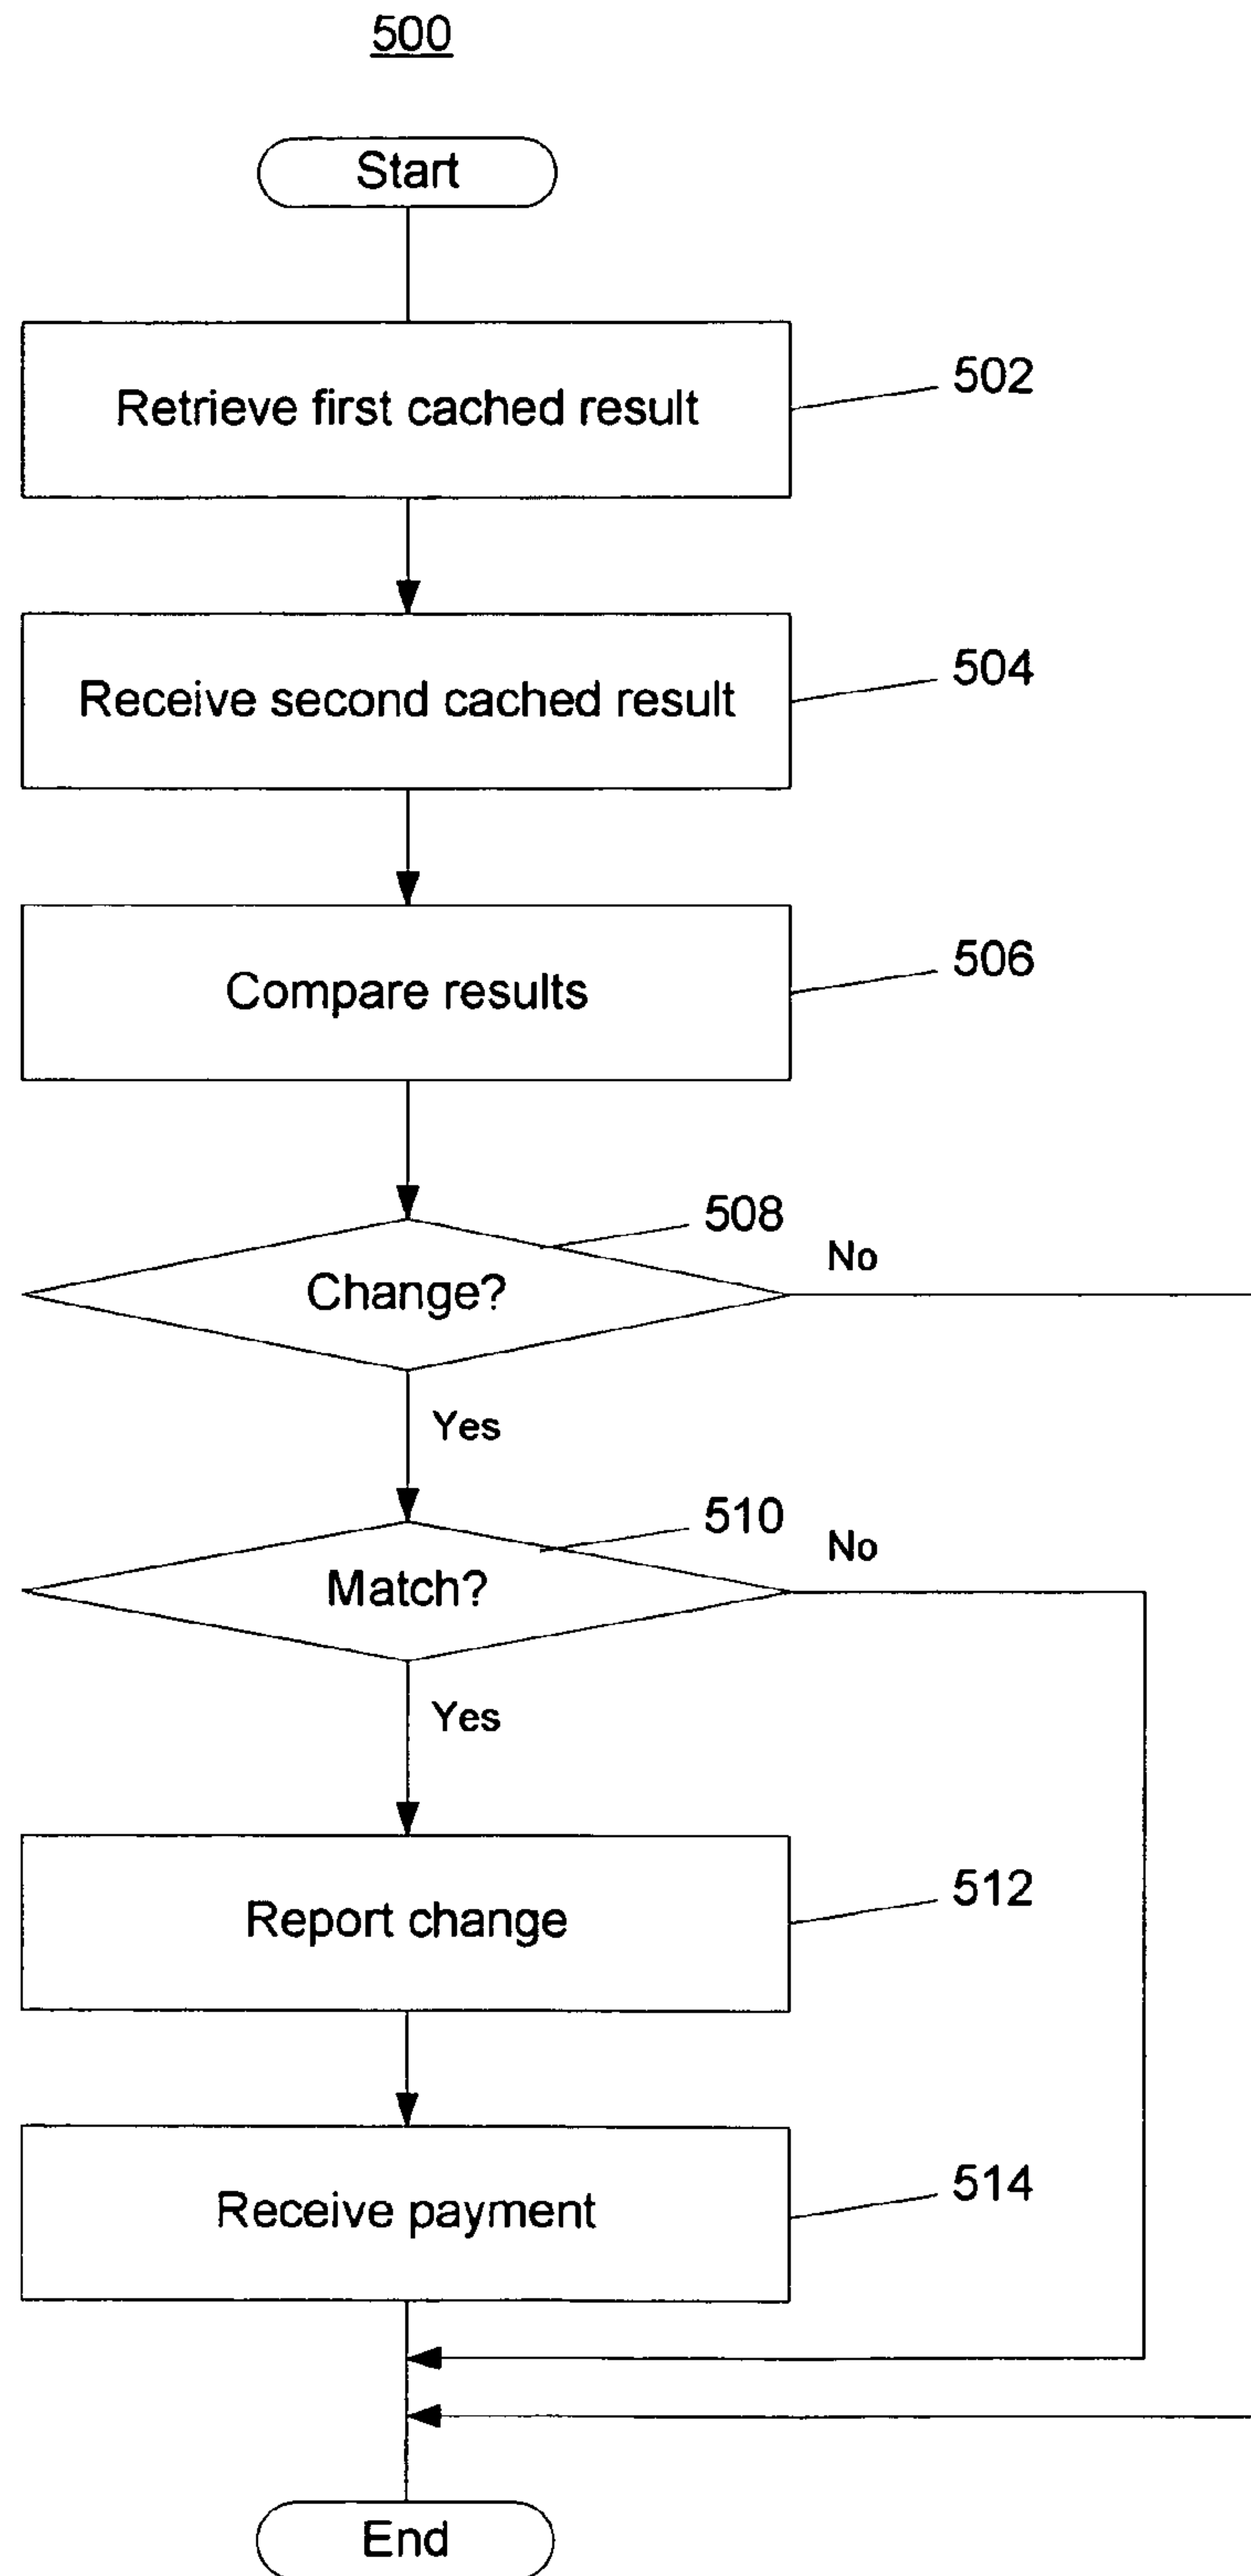 500
Start
Retrieve first cached result
502
Receive second cached result
504
Compare results
506
508
Change?
No
Yes
510
Match?
No
Yes
Report change
512
Receive payment
514
End